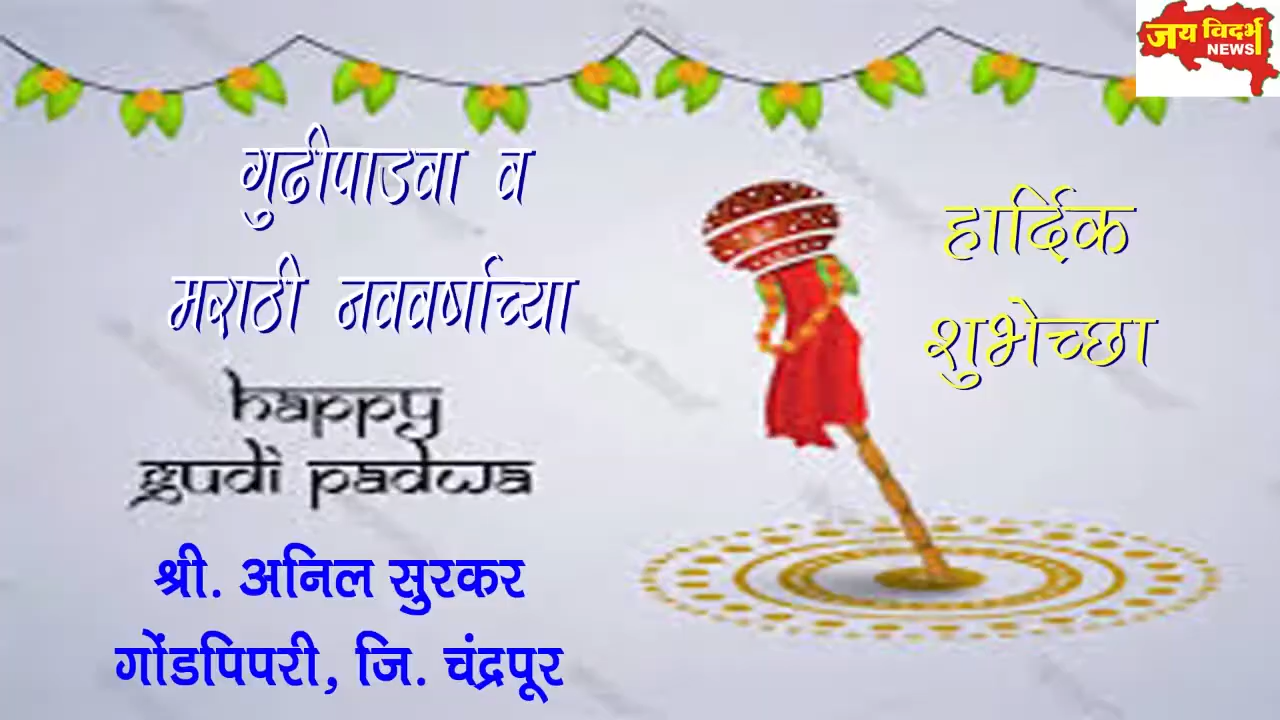 जय विदर्भ
NEWS
गुढीपाडवा व
मराठी नववर्षाच्या
हार्दिक
शुभेच्छा
happy
gudi padwa
श्री. अनिल सुरकर
गोंडपिपरी, जि. चंद्रपूर